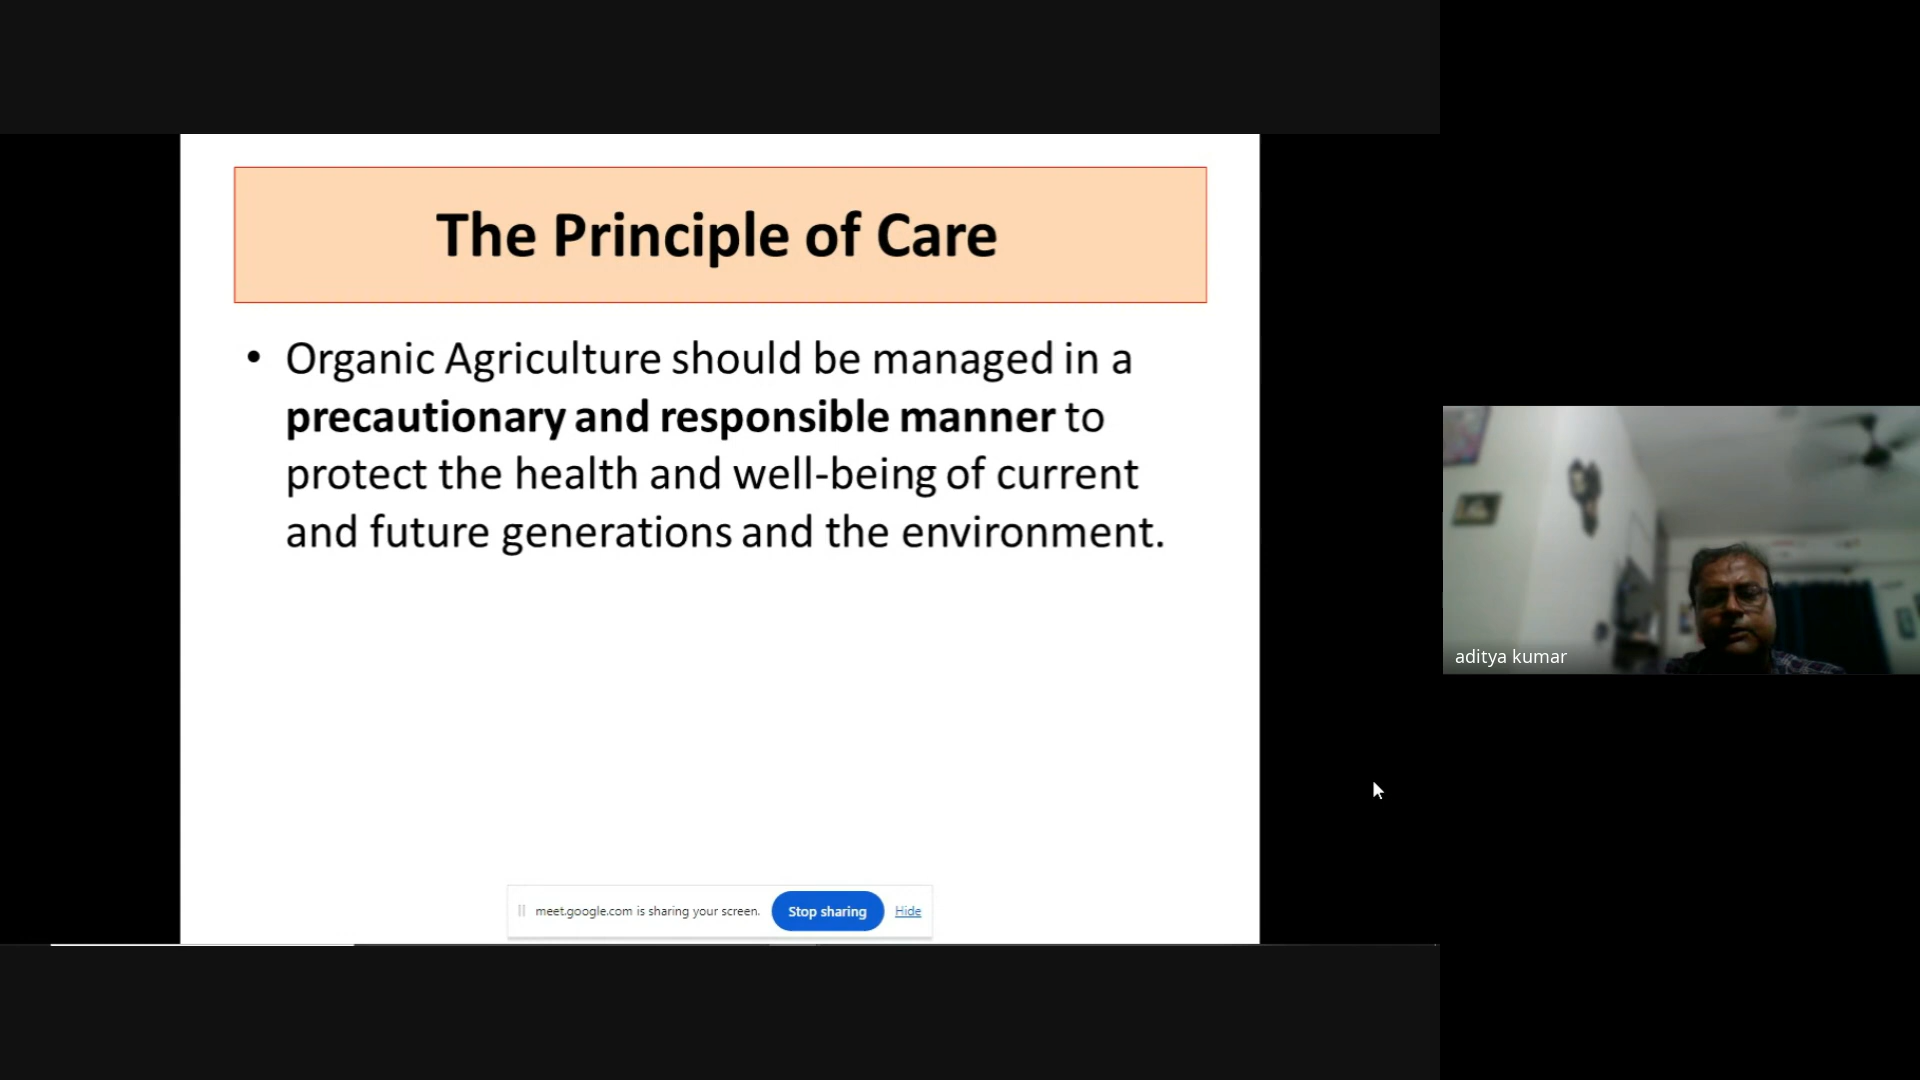 The Principle of Care
• Organic Agriculture should be managed in a
precautionary and responsible manner to
protect the health and well-being of current
and future generations and the environment.
meet.google.com is sharing your screen. Stop sharing Hide
aditya kumar